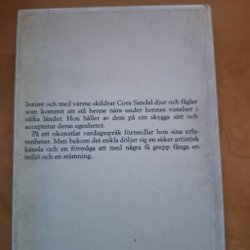 Intimt och med värme skildrar Cora Sandel djur och fåglar
som kommit att stå henne nära under hennes vistelser i
olika länder. Hon håller av dem på sitt skygga sätt och
accepterar deras egenheter.
På ett okonstlat vardagsspråk förmedlar hon sina erfa-
renheter. Men bakom det enkla döljer sig en säker artistisk
känsla och en förmåga att med några få grepp fånga en
miljö och en stämning.